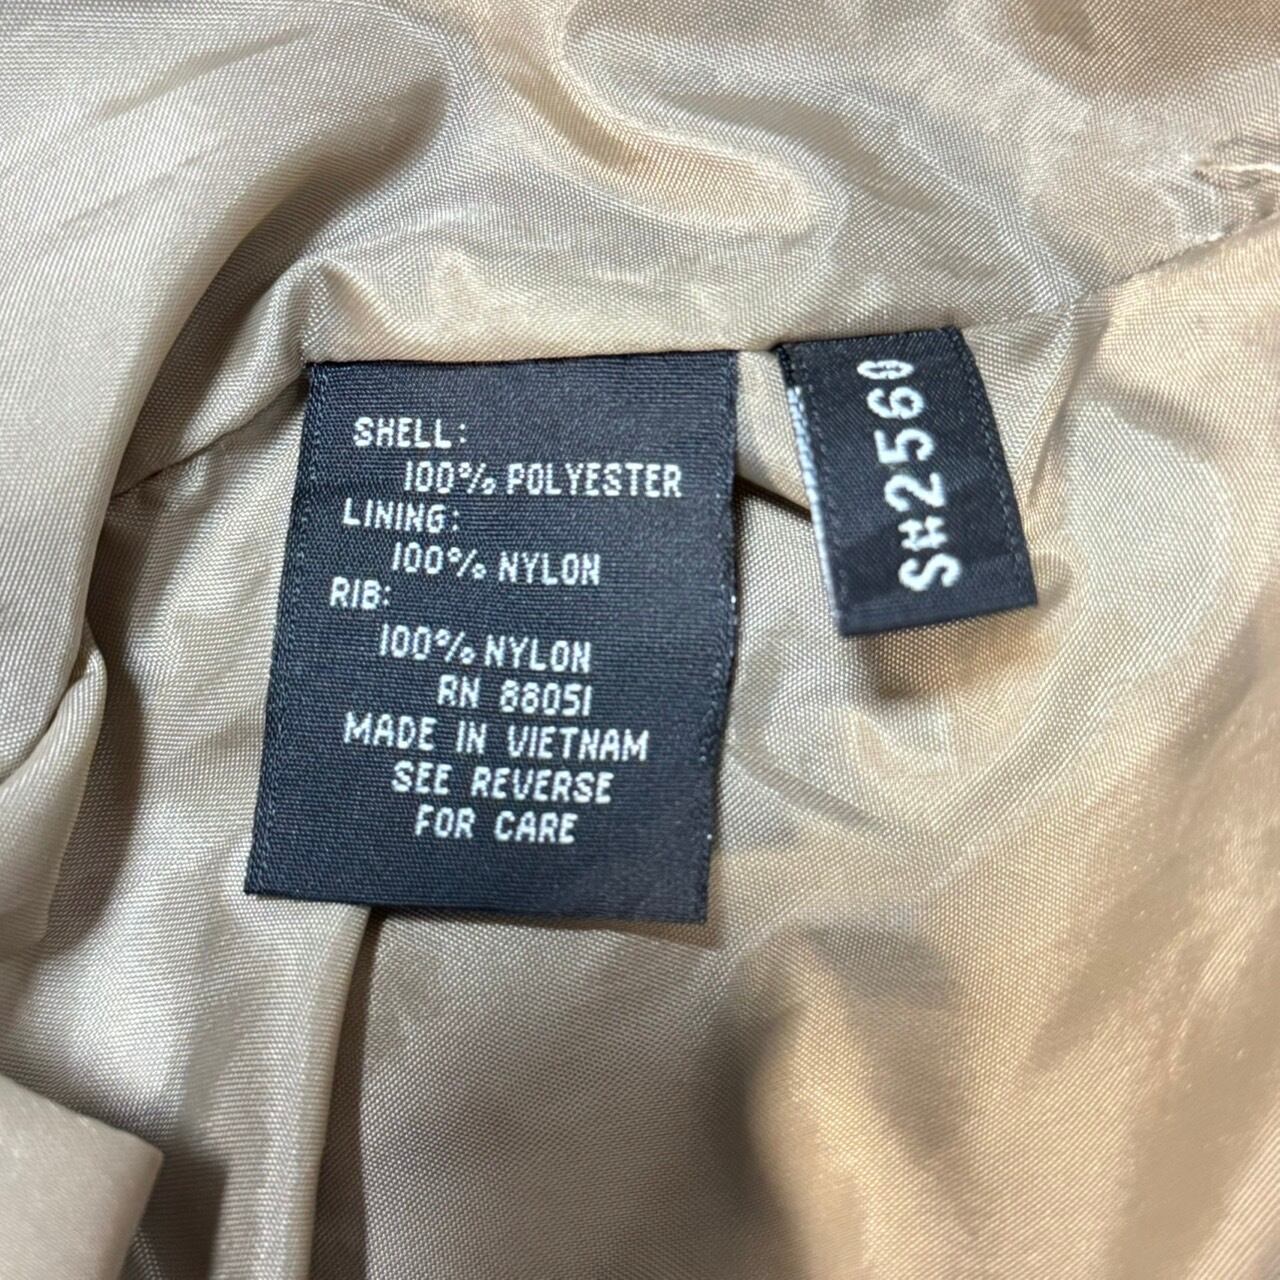 SHELL:
100% POLYESTER
LINING:
100% NYLON
RIB:
100% NYLON
RN 88051
MADE IN VIETNAM
SEE REVERSE
FOR CARE
S#2560